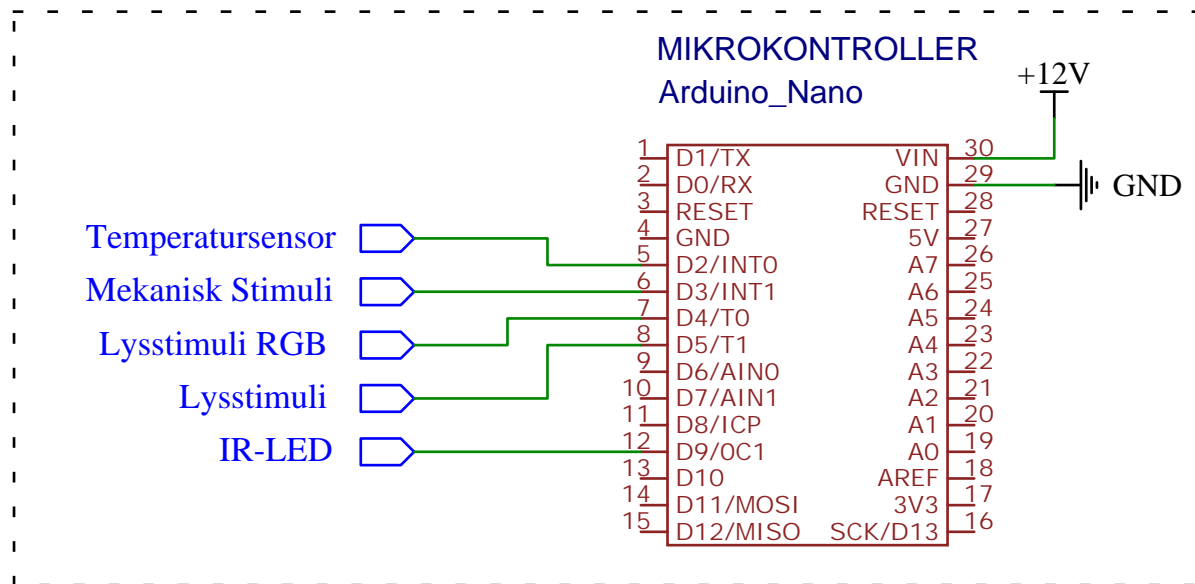 MIKROKONTROLLER
Arduino_Nano
+12V
GND
Temperatursensor
Mekanisk Stimuli
Lysstimuli RGB
Lysstimuli
IR-LED
1 D1/TX VIN 30
2 D0/RX GND 29
3 RESET RESET 28
4 GND 5V 27
5 D2/INT0 A7 26
6 D3/INT1 A6 25
7 D4/T0 A5 24
8 D5/T1 A4 23
9 D6/AIN0 A3 22
10 D7/AIN1 A2 21
11 D8/ICP A1 20
12 D9/0C1 A0 19
13 D10 AREF 18
14 D11/MOSI 3V3 17
15 D12/MISO SCK/D13 16